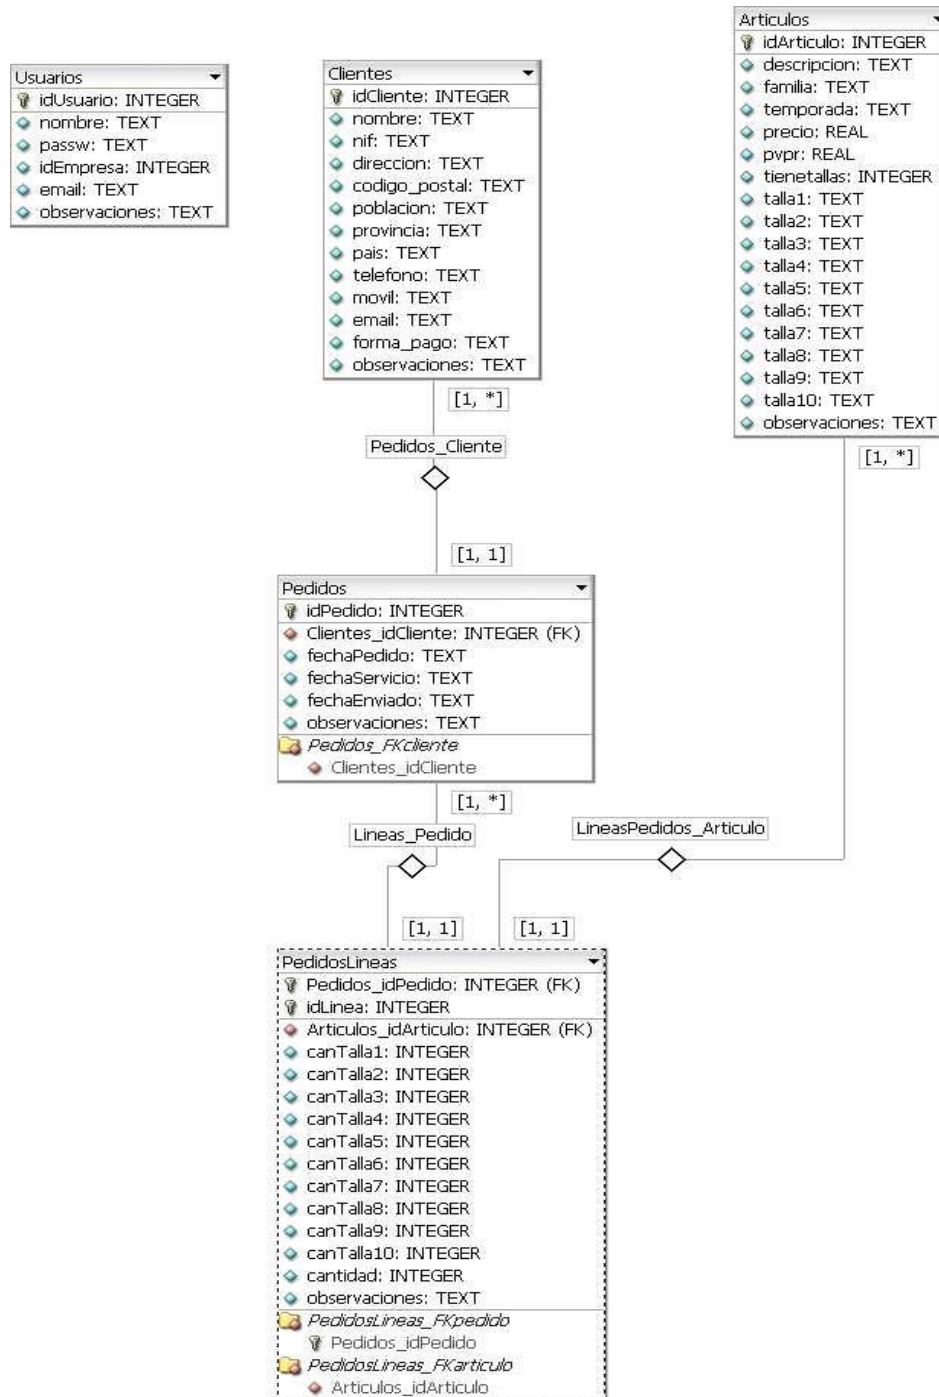 Usuarios
idUsuario: INTEGER
nombre: TEXT
passw: TEXT
idEmpresa: INTEGER
email: TEXT
observaciones: TEXT
Clientes
idCliente: INTEGER
nombre: TEXT
nif: TEXT
direccion: TEXT
codigo_postal: TEXT
poblacion: TEXT
provincia: TEXT
pais: TEXT
telefono: TEXT
movil: TEXT
email: TEXT
forma_pago: TEXT
observaciones: TEXT
Articulos
idArticulo: INTEGER
descripcion: TEXT
familia: TEXT
temporada: TEXT
precio: REAL
pvpr: REAL
tienetallas: INTEGER
talla1: TEXT
talla2: TEXT
talla3: TEXT
talla4: TEXT
talla5: TEXT
talla6: TEXT
talla7: TEXT
talla8: TEXT
talla9: TEXT
talla10: TEXT
observaciones: TEXT
[1, *]
Pedidos_Cliente
[1, *]
[1, 1]
Pedidos
idPedido: INTEGER
Clientes_idCliente: INTEGER (FK)
fechaPedido: TEXT
fechaServicio: TEXT
fechaEnviado: TEXT
observaciones: TEXT
Pedidos_FKcliente
Clientes_idCliente
[1, *]
Lineas_Pedido
LineasPedidos_Articulo
[1, 1]
[1, 1]
PedidosLineas
Pedidos_idPedido: INTEGER (FK)
idLinea: INTEGER
Articulos_idArticulo: INTEGER (FK)
canTalla1: INTEGER
canTalla2: INTEGER
canTalla3: INTEGER
canTalla4: INTEGER
canTalla5: INTEGER
canTalla6: INTEGER
canTalla7: INTEGER
canTalla8: INTEGER
canTalla9: INTEGER
canTalla10: INTEGER
cantidad: INTEGER
observaciones: TEXT
PedidosLineas_FKpedido
Pedidos_idPedido
PedidosLineas_FKarticulo
Articulos_idArticulo